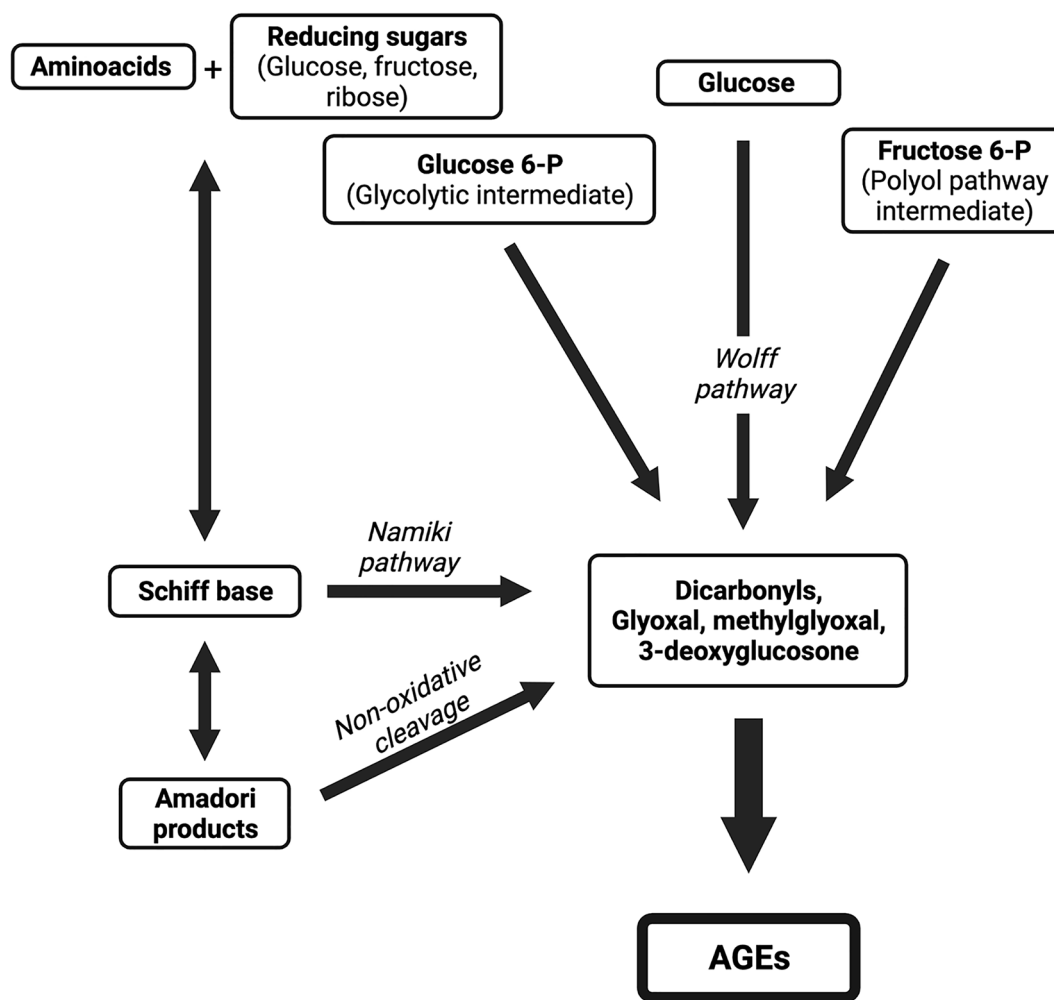 Aminoacids
+
Reducing sugars
(Glucose, fructose,
ribose)
Glucose
Glucose 6-P
(Glycolytic intermediate)
Fructose 6-P
(Polyol pathway
intermediate)
Wolff
pathway
Namiki
pathway
Schiff base
Dicarbonyls,
Glyoxal, methylglyoxal,
3-deoxyglucosone
Non-oxidative
cleavage
Amadori
products
AGEs